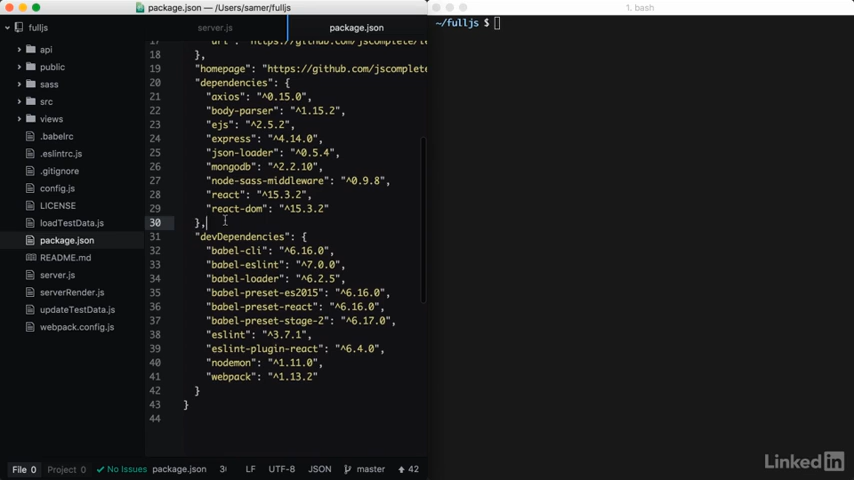 package.json — /Users/samer/fulljs
1. bash
fulljs
server.js
package.json
~/fulljs $
api
public
sass
src
views
.babelrc
.eslintrc.js
.gitignore
config.js
LICENSE
loadTestData.js
package.json
README.md
server.js
serverRender.js
updateTestData.js
webpack.config.js
17 "url": "https://github.com/jscomplete/
18 },
19 "homepage": "https://github.com/jscomplete/
20 "dependencies": {
21 "axios": "^0.15.0",
22 "body-parser": "^1.15.2",
23 "ejs": "^2.5.2",
24 "express": "^4.14.0",
25 "json-loader": "^0.5.4",
26 "mongodb": "^2.2.10",
27 "node-sass-middleware": "^0.9.8",
28 "react": "^15.3.2",
29 "react-dom": "^15.3.2"
30 },
31 "devDependencies": {
32 "babel-cli": "^6.16.0",
33 "babel-eslint": "^7.0.0",
34 "babel-loader": "^6.2.5",
35 "babel-preset-es2015": "^6.16.0",
36 "babel-preset-react": "^6.16.0",
37 "babel-preset-stage-2": "^6.17.0",
38 "eslint": "^3.7.1",
39 "eslint-plugin-react": "^6.4.0",
40 "nodemon": "^1.11.0",
41 "webpack": "^1.13.2"
42 }
43 }
44
File 0 Project 0 No Issues package.json LF UTF-8 JSON master 42
LinkedIn